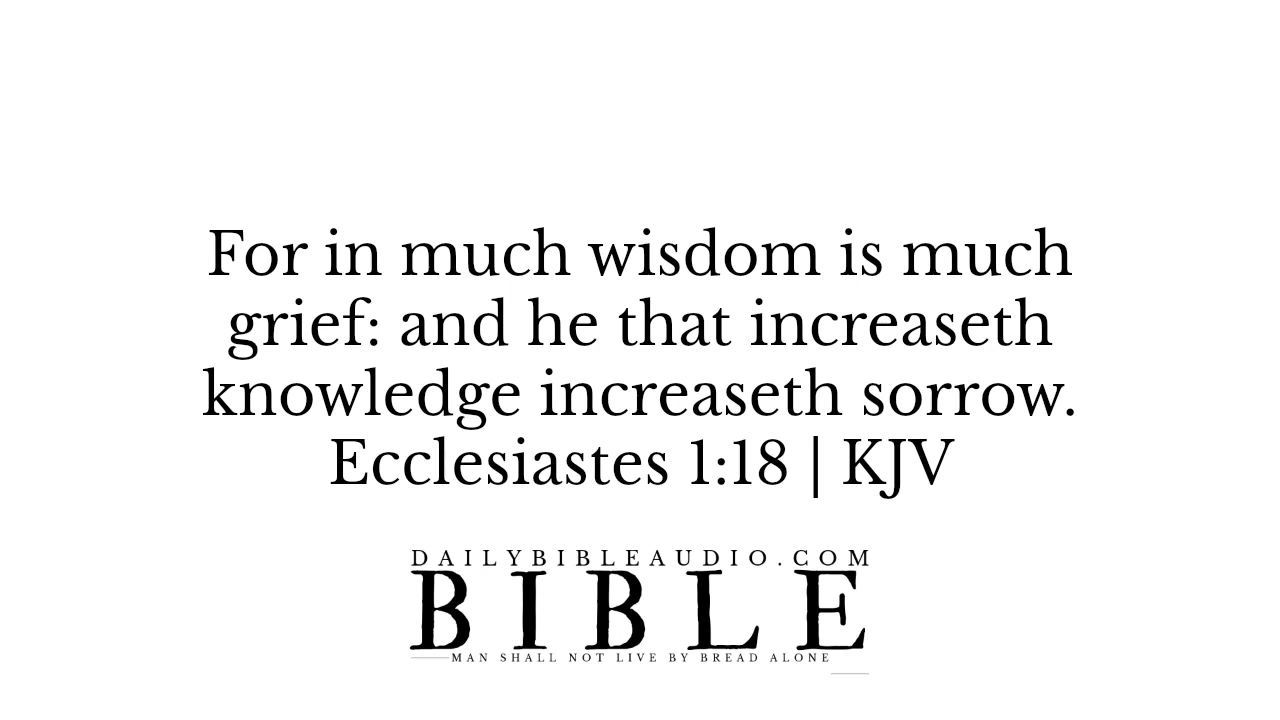 For in much wisdom is much
grief: and he that increaseth
knowledge increaseth sorrow.
Ecclesiastes 1:18 | KJV
DAILYBIBLEAUDIO.COM
BIBLE
MAN SHALL NOT LIVE BY BREAD ALONE